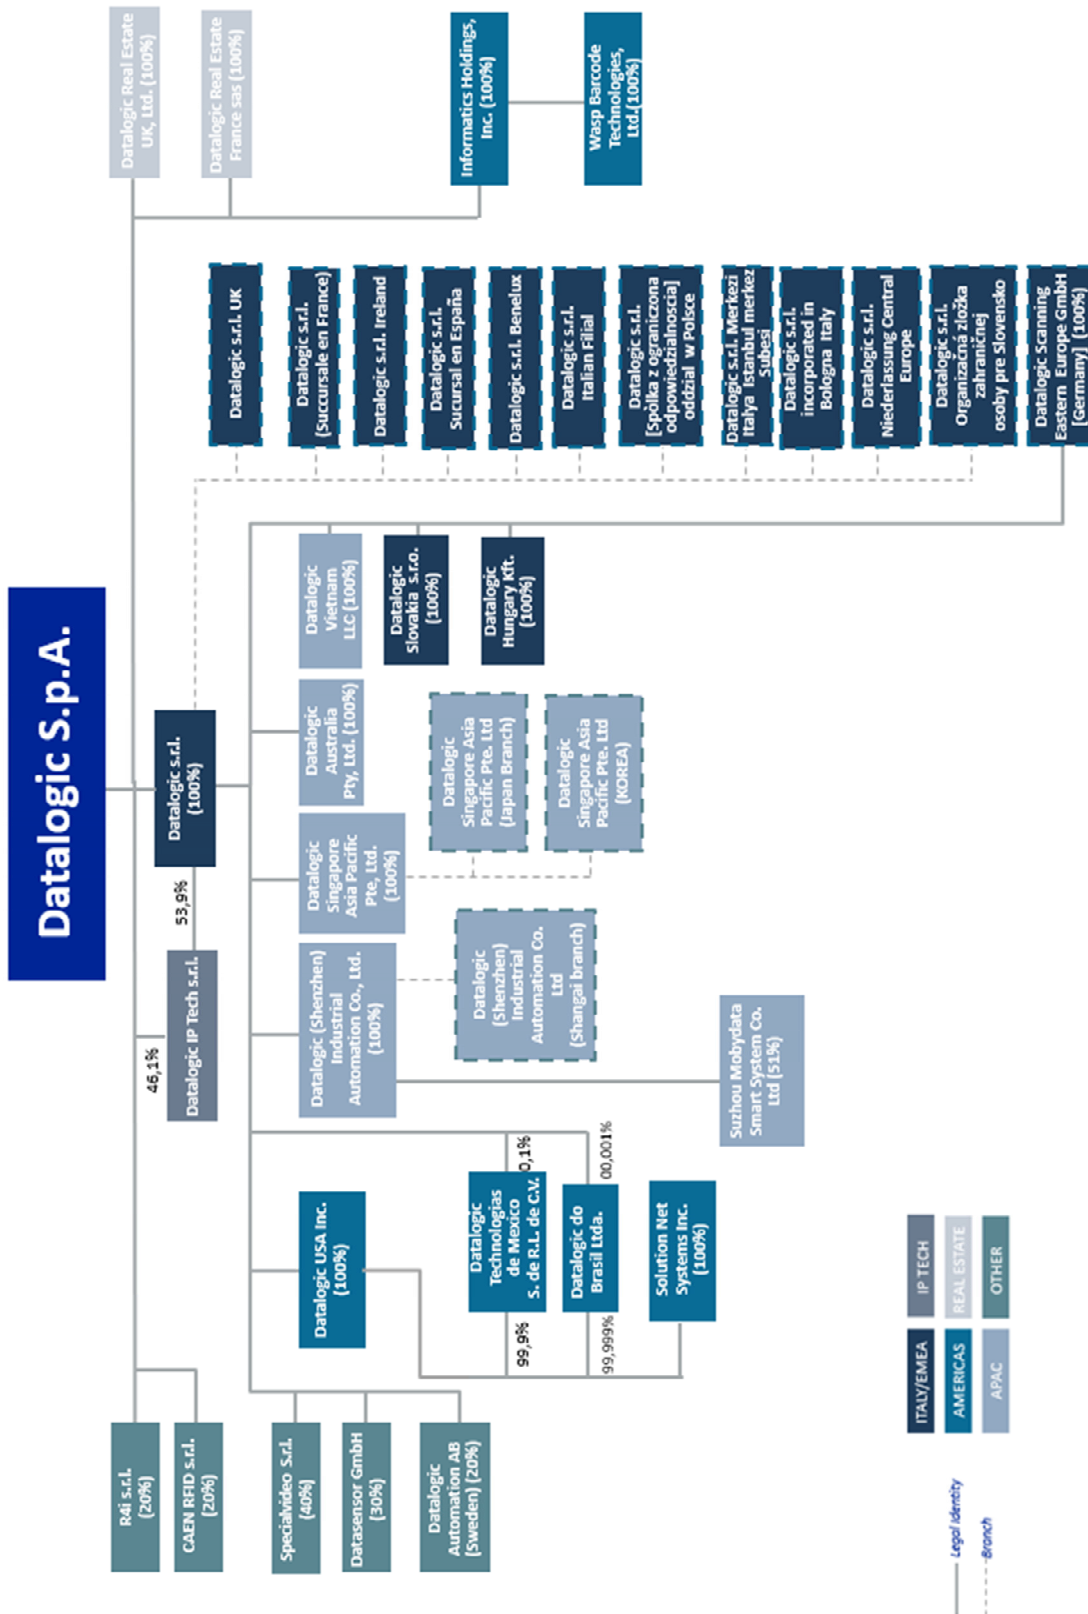 Datalogic S.p.A.
R4i s.r.l.
(20%)
CAEN RFID s.r.l.
(20%)
46,1%
Datalogic IP Tech s.r.l.
53,9%
Datalogic s.r.l.
(100%)
Datalogic Real Estate
UK, Ltd. (100%)
Datalogic Real Estate
France sas (100%)
Informatics Holdings,
Inc. (100%)
Wasp Barcode
Technologies,
Ltd.(100%)
Specialvideo S.r.l.
(40%)
Datasensor GmbH
(30%)
Datalogic
Automation AB
(Sweden) (20%)
Datalogic USA Inc.
(100%)
99,9%
Datalogic
Technologias
de Mexico
S. de R.L. de C.V.
0,1%
99,999%
Datalogic do
Brasil Ltda.
00,001%
Solution Net
Systems Inc.
(100%)
Datalogic (Shenzhen)
Industrial
Automation Co., Ltd.
(100%)
Datalogic
(Shenzhen)
Industrial
Automation Co.
Ltd
(Shangai branch)
Suzhou Mobydata
Smart System Co.
Ltd (51%)
Datalogic
Singapore
Asia Pacific
Pte, Ltd.
(100%)
Datalogic
Singapore Asia
Pacific Pte. Ltd
(Japan Branch)
Datalogic
Singapore Asia
Pacific Pte. Ltd
(KOREA)
Datalogic
Australia
Pty, Ltd. (100%)
Datalogic
Vietnam
LLC (100%)
Datalogic
Slovakia s.r.o.
(100%)
Datalogic
Hungary Kft.
(100%)
Datalogic s.r.l. UK
Datalogic s.r.l.
(Succursale en France)
Datalogic s.r.l. Ireland
Datalogic s.r.l.
Sucursal en España
Datalogic s.r.l. Benelux
Datalogic s.r.l.
Italian Filial
Datalogic s.r.l.
[Spólka z ograniczona
odpowiedzialnoscia]
oddzial w Polsce
Datalogic s.r.l. Merkezi
Italya Istanbul merkez
Subesi
Datalogic s.r.l.
incorporated in
Bologna Italy
Datalogic s.r.l.
Niederlassung Central
Europe
Datalogic s.r.l.
Organizačná zložka
zahraničnej
osoby pre Slovensko
Datalogic Scanning
Eastern Europe GmbH
[Germany] (100%)
Legal identity
Branch
ITALY/EMEA
IP TECH
AMERICAS
REAL ESTATE
APAC
OTHER